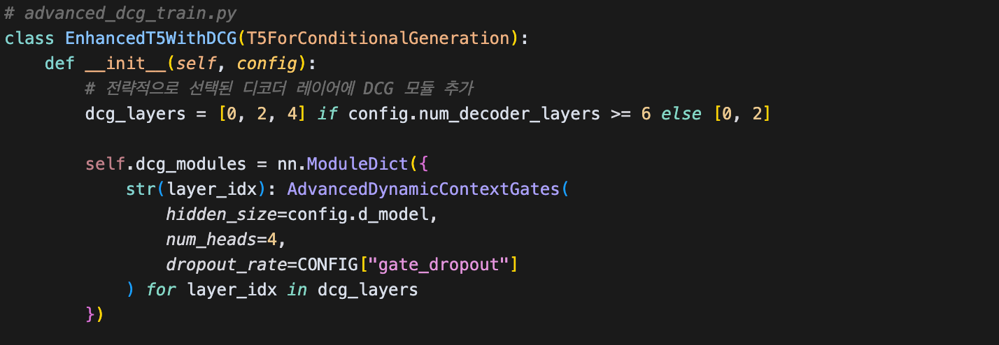 # advanced_dcg_train.py
class EnhancedT5WithDCG(T5ForConditionalGeneration):
    def __init__(self, config):
        # 전략적으로 선택된 디코더 레이어에 DCG 모듈 추가
        dcg_layers = [0, 2, 4] if config.num_decoder_layers >= 6 else [0, 2]

        self.dcg_modules = nn.ModuleDict({
            str(layer_idx): AdvancedDynamicContextGates(
                hidden_size=config.d_model,
                num_heads=4,
                dropout_rate=CONFIG["gate_dropout"]
            ) for layer_idx in dcg_layers
        })